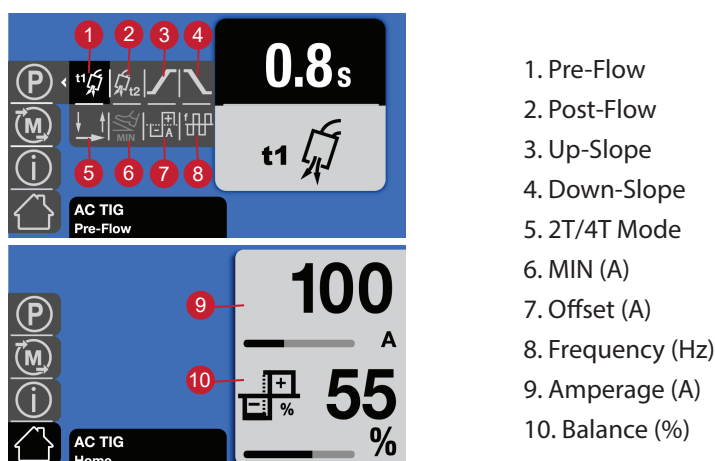 1 2 3 4
P t1 t2
0.8 s
M MIN A f
t1
i 5 6 7 8
AC TIG
Pre-Flow
P 9 100
A
M
10 + - % 55
i
%
AC TIG
Home
1. Pre-Flow
2. Post-Flow
3. Up-Slope
4. Down-Slope
5. 2T/4T Mode
6. MIN (A)
7. Offset (A)
8. Frequency (Hz)
9. Amperage (A)
10. Balance (%)